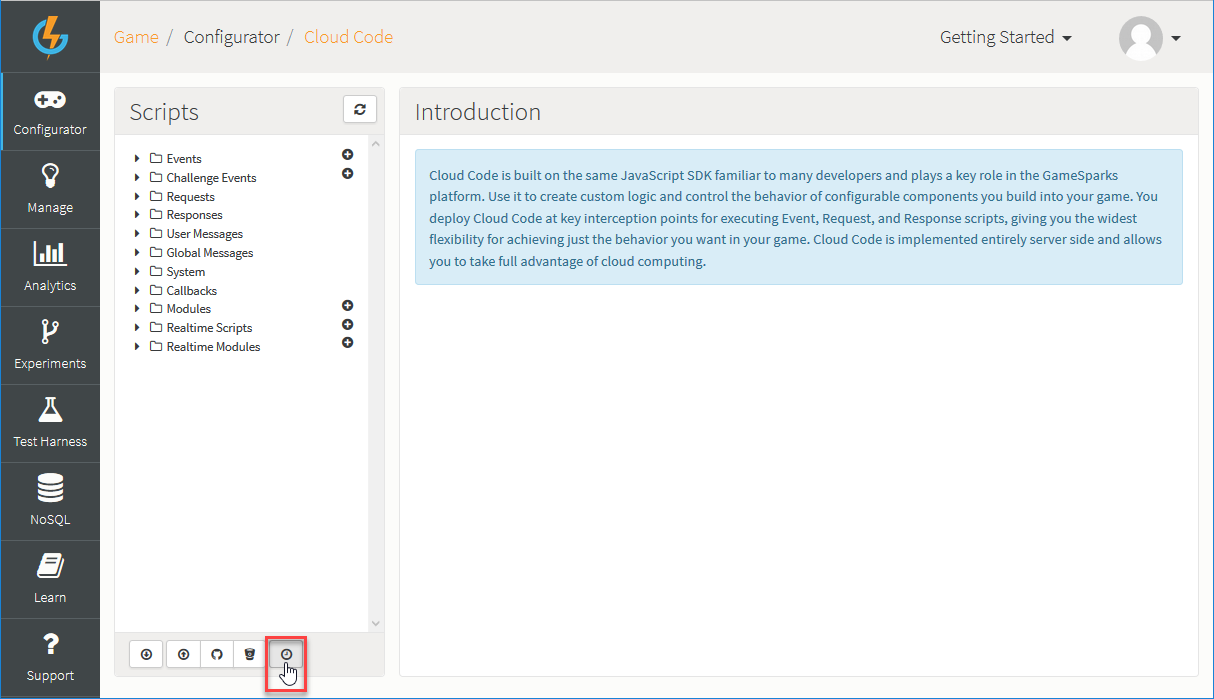 Game / Configurator / Cloud Code
Getting Started
Configurator
Manage
Analytics
Experiments
Test Harness
NoSQL
Learn
Support
Scripts
Events
Challenge Events
Requests
Responses
User Messages
Global Messages
System
Callbacks
Modules
Realtime Scripts
Realtime Modules
Introduction
Cloud Code is built on the same JavaScript SDK familiar to many developers and plays a key role in the GameSparks
platform. Use it to create custom logic and control the behavior of configurable components you build into your game. You
deploy Cloud Code at key interception points for executing Event, Request, and Response scripts, giving you the widest
flexibility for achieving just the behavior you want in your game. Cloud Code is implemented entirely server side and allows
you to take full advantage of cloud computing.